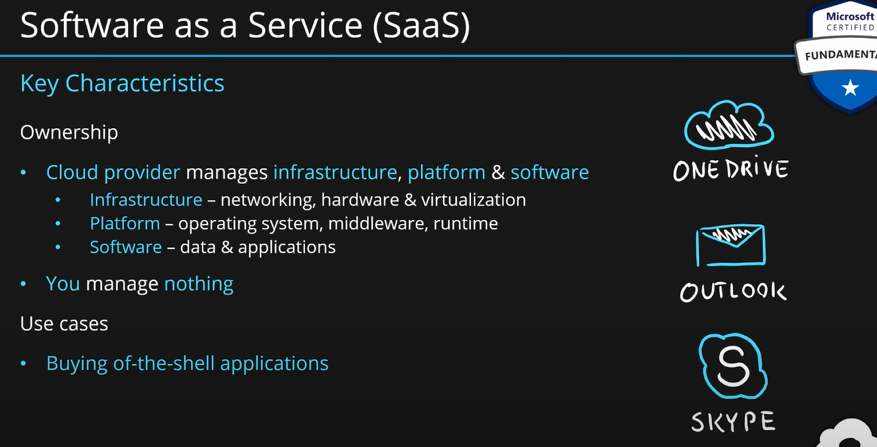 Software as a Service (SaaS)
Microsoft
CERTIFIED
FUNDAMENTA
Key Characteristics
Ownership
• Cloud provider manages infrastructure, platform & software
• Infrastructure – networking, hardware & virtualization
• Platform – operating system, middleware, runtime
• Software – data & applications
• You manage nothing
Use cases
• Buying of-the-shell applications
ONEDRIVE
OUTLOOK
S
SKYPE